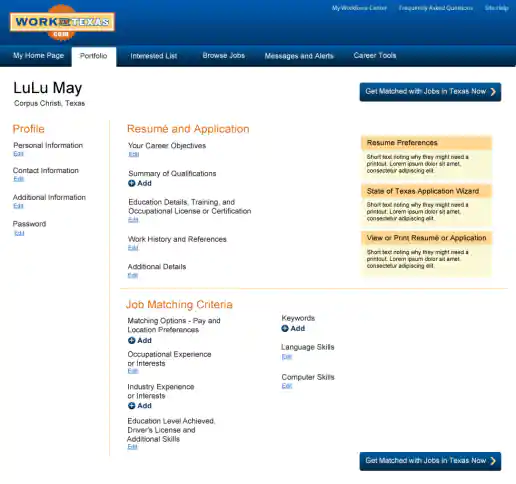 My Workforce Center Frequently Asked Questions Site Help
WORK IN TEXAS
.com
My Home Page Portfolio Interested List Browse Jobs Messages and Alerts Career Tools
LuLu May
Corpus Christi, Texas
Get Matched with Jobs in Texas Now
Profile
Personal Information
Edit
Contact Information
Edit
Additional Information
Edit
Password
Edit
Resumé and Application
Your Career Objectives
Edit
Summary of Qualifications
Add
Education Details, Training, and
Occupational License or Certification
Edit
Work History and References
Edit
Additional Details
Edit
Resume Preferences
Short text noting why they might need a
printout. Lorem ipsum dolor sit amet,
consectetur adipiscing elit.
State of Texas Application Wizard
Short text noting why they might need a
printout. Lorem ipsum dolor sit amet,
consectetur adipiscing elit.
View or Print Resumé or Application
Short text noting why they might need a
printout. Lorem ipsum dolor sit amet,
consectetur adipiscing elit.
Job Matching Criteria
Matching Options - Pay and
Location Preferences
Add
Occupational Experience
or Interests
Edit
Industry Experience
or Interests
Add
Education Level Achieved,
Driver's License and
Additional Skills
Edit
Keywords
Add
Language Skills
Edit
Computer Skills
Edit
Get Matched with Jobs in Texas Now